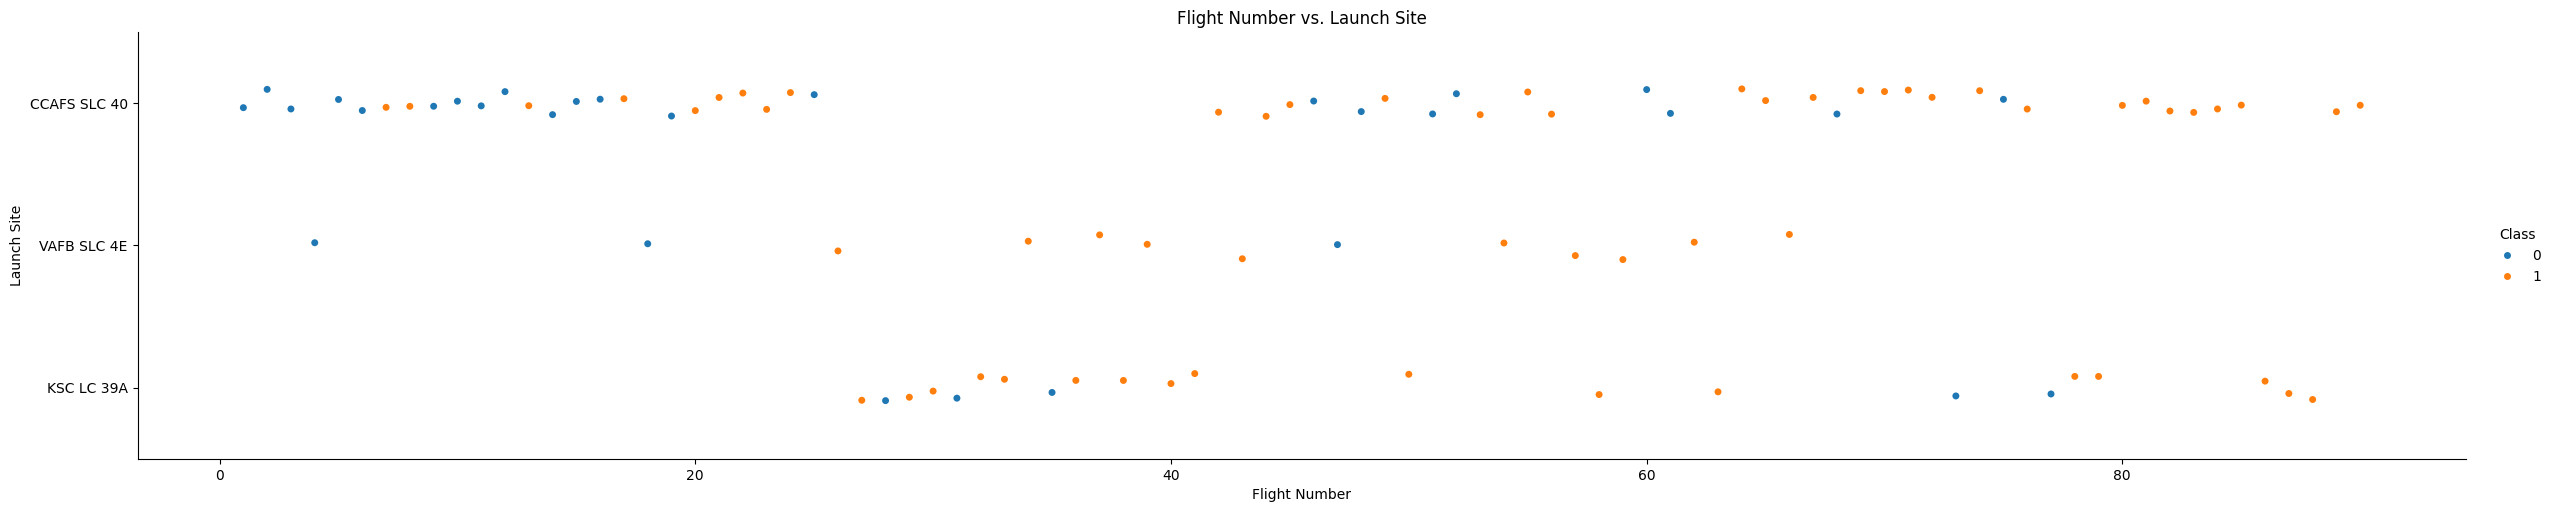 Flight Number vs. Launch Site
CCAFS SLC 40
VAFB SLC 4E
KSC LC 39A
Launch Site
0
20
40
60
80
Flight Number
Class
0
1